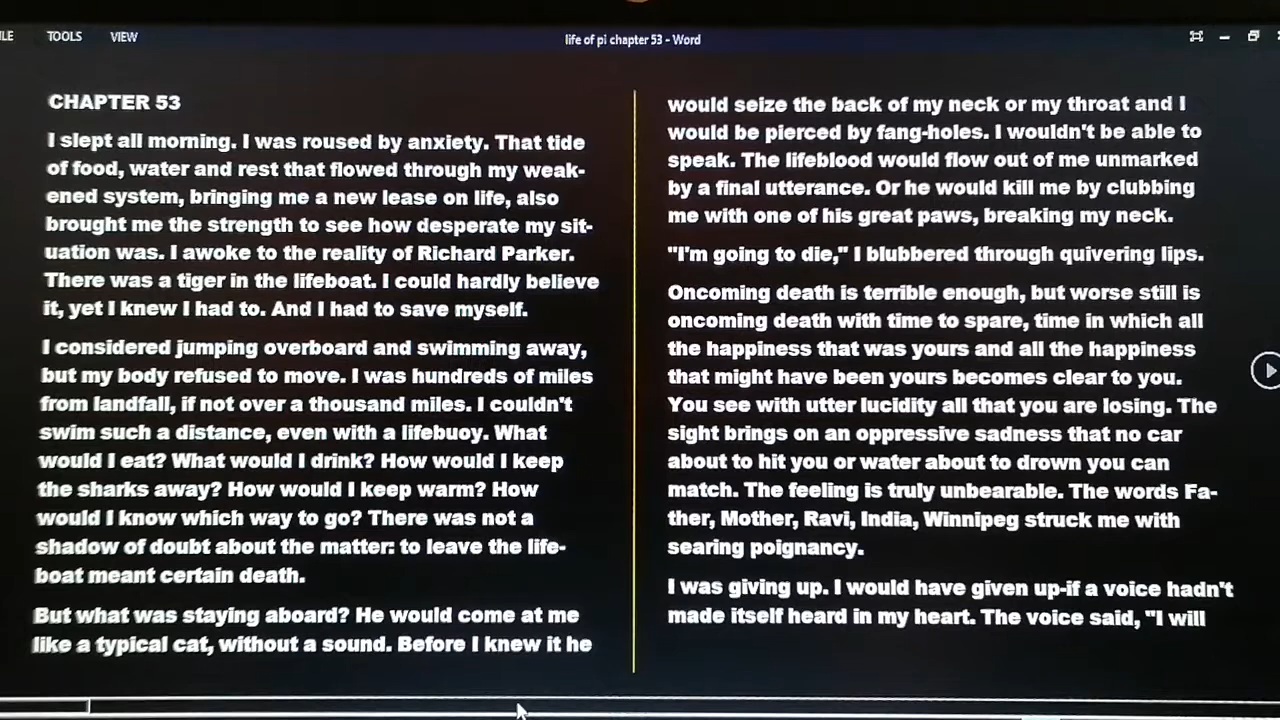 ILE TOOLS VIEW life of pi chapter 53 - Word
CHAPTER 53
I slept all morning. I was roused by anxiety. That tide
of food, water and rest that flowed through my weak-
ened system, bringing me a new lease on life, also
brought me the strength to see how desperate my sit-
uation was. I awoke to the reality of Richard Parker.
There was a tiger in the lifeboat. I could hardly believe
it, yet I knew I had to. And I had to save myself.
I considered jumping overboard and swimming away,
but my body refused to move. I was hundreds of miles
from landfall, if not over a thousand miles. I couldn't
swim such a distance, even with a lifebuoy. What
would I eat? What would I drink? How would I keep
the sharks away? How would I keep warm? How
would I know which way to go? There was not a
shadow of doubt about the matter: to leave the life-
boat meant certain death.
But what was staying aboard? He would come at me
like a typical cat, without a sound. Before I knew it he
would seize the back of my neck or my throat and I
would be pierced by fang-holes. I wouldn't be able to
speak. The lifeblood would flow out of me unmarked
by a final utterance. Or he would kill me by clubbing
me with one of his great paws, breaking my neck.
"I'm going to die," I blubbered through quivering lips.
Oncoming death is terrible enough, but worse still is
oncoming death with time to spare, time in which all
the happiness that was yours and all the happiness
that might have been yours becomes clear to you.
You see with utter lucidity all that you are losing. The
sight brings on an oppressive sadness that no car
about to hit you or water about to drown you can
match. The feeling is truly unbearable. The words Fa-
ther, Mother, Ravi, India, Winnipeg struck me with
searing poignancy.
I was giving up. I would have given up-if a voice hadn't
made itself heard in my heart. The voice said, "I will